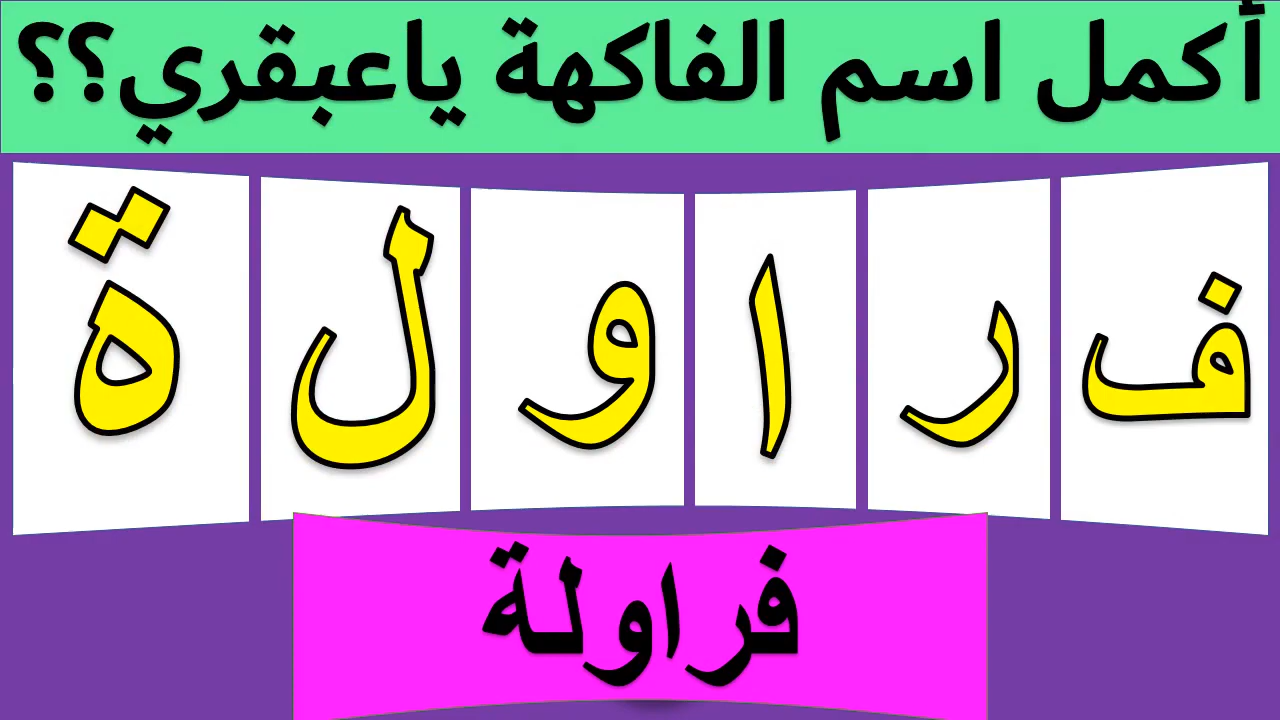 أكمل اسم الفاكهة ياعبقري؟؟
ف ر ا و ل ة
فراولة